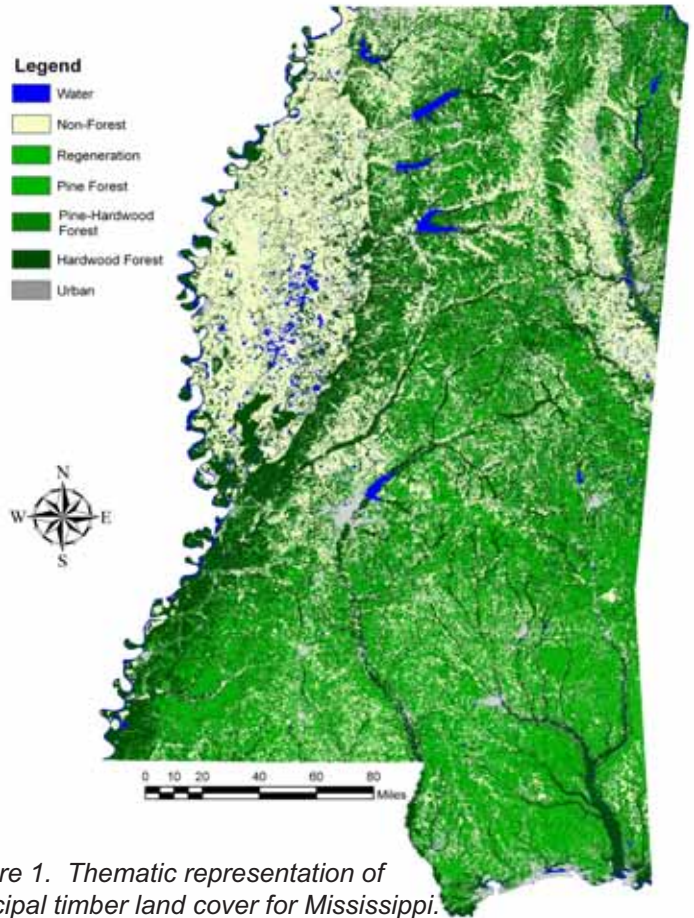 Legend
Water
Non-Forest
Regeneration
Pine Forest
Pine-Hardwood
Forest
Hardwood Forest
Urban
N
W E
S
0 10 20 40 60 80
Miles
re 1. Thematic representation of
cipal timber land cover for Mississippi.